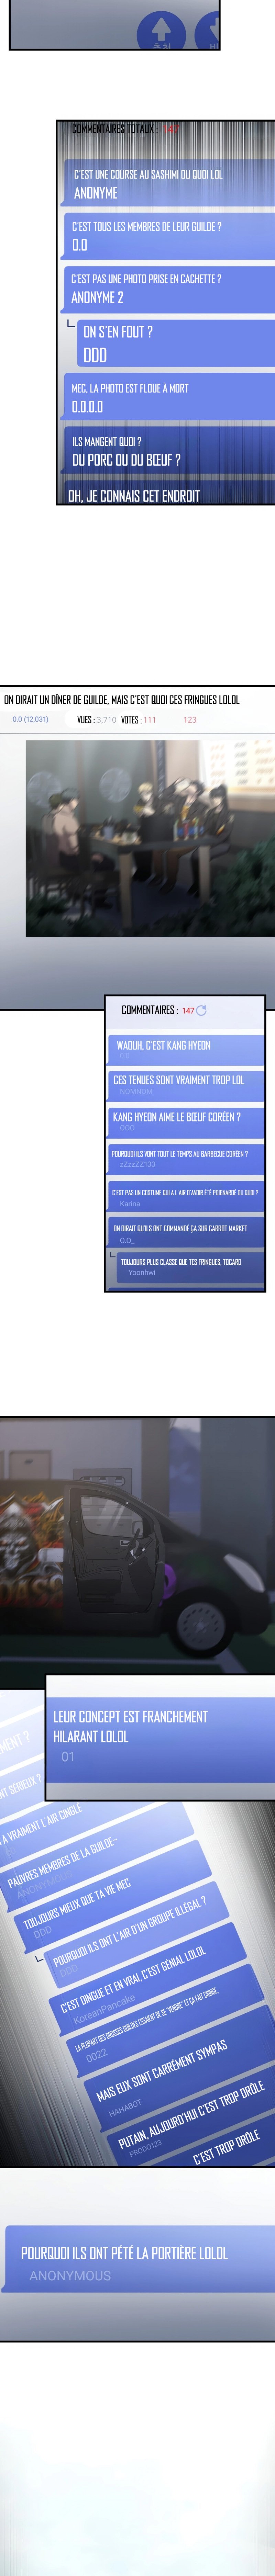 추천
COMMENTAIRES TOTAUX : 147
C'EST UNE COURSE AU SASHIMI OU QUOI LOL
ANONYME
C'EST TOUS LES MEMBRES DE LEUR GUILDE ?
0.0
C'EST PAS UNE PHOTO PRISE EN CACHETTE ?
ANONYME 2
ON S'EN FOUT ?
DDD
MEC, LA PHOTO EST FLOUE À MORT
0.0.0.0
ILS MANGENT QUOI ?
DU PORC OU DU BŒUF ?
OH, JE CONNAIS CET ENDROIT
ON DIRAIT UN DÎNER DE GUILDE, MAIS C'EST QUOI CES FRINGUES LOLOL
0.0 (12,031)
VUES : 3,710 VOTES : 111
123
COMMENTAIRES : 147
WAOUH, C'EST KANG HYEON
0.0
CES TENUES SONT VRAIMENT TROP LOL
NOMNOM
KANG HYEON AIME LE BŒUF CORÉEN ?
OOO
POURQUOI ILS VONT TOUT LE TEMPS AU BARBECUE CORÉEN ?
zZzzZZ133
C'EST PAS UN COSTUME QUI A L'AIR D'AVOIR ÉTÉ POIGNARDÉ OU QUOI ?
Karina
ON DIRAIT QU'ILS ONT COMMANDÉ ÇA SUR CARROT MARKET
O.O_
TOUJOURS PLUS CLASSE QUE TES FRINGUES, TOCARD
Yoonhwi
LEUR CONCEPT EST FRANCHEMENT
HILARANT LOLOL
01
MENT ?
NT SÉRIEUX ?
A VRAIMENT L'AIR CINGLÉ
PAUVRES MEMBRES DE LA GUILDE~
ANONYMOUS
TOUJOURS MIEUX QUE TA VIE MEC
DDD
POURQUOI ILS ONT L'AIR D'UN GROUPE ILLÉGAL ?
DDD
C'EST DINGUE ET EN VRAI, C'EST GÉNIAL LOLOL
KoreanPancake
LA PLUPART DES GROSSES GUILDES ESSAIENT DE SE "VENDRE" ET ÇA FAIT CRINGE.
0022
MAIS EUX SONT CARRÉMENT SYMPAS
HAHABOT
PUTAIN, AUJOURD'HUI C'EST TROP DRÔLE
PRODO123
C'EST TROP DRÔLE
POURQUOI ILS ONT PÉTÉ LA PORTIÈRE LOLOL
ANONYMOUS